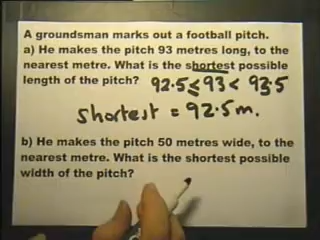 A groundsman marks out a football pitch.
a) He makes the pitch 93 metres long, to the
nearest metre. What is the shortest possible
length of the pitch? 92.5 ≤ 93 < 93.5
Shortest = 92.5m.
b) He makes the pitch 50 metres wide, to the
nearest metre. What is the shortest possible
width of the pitch?